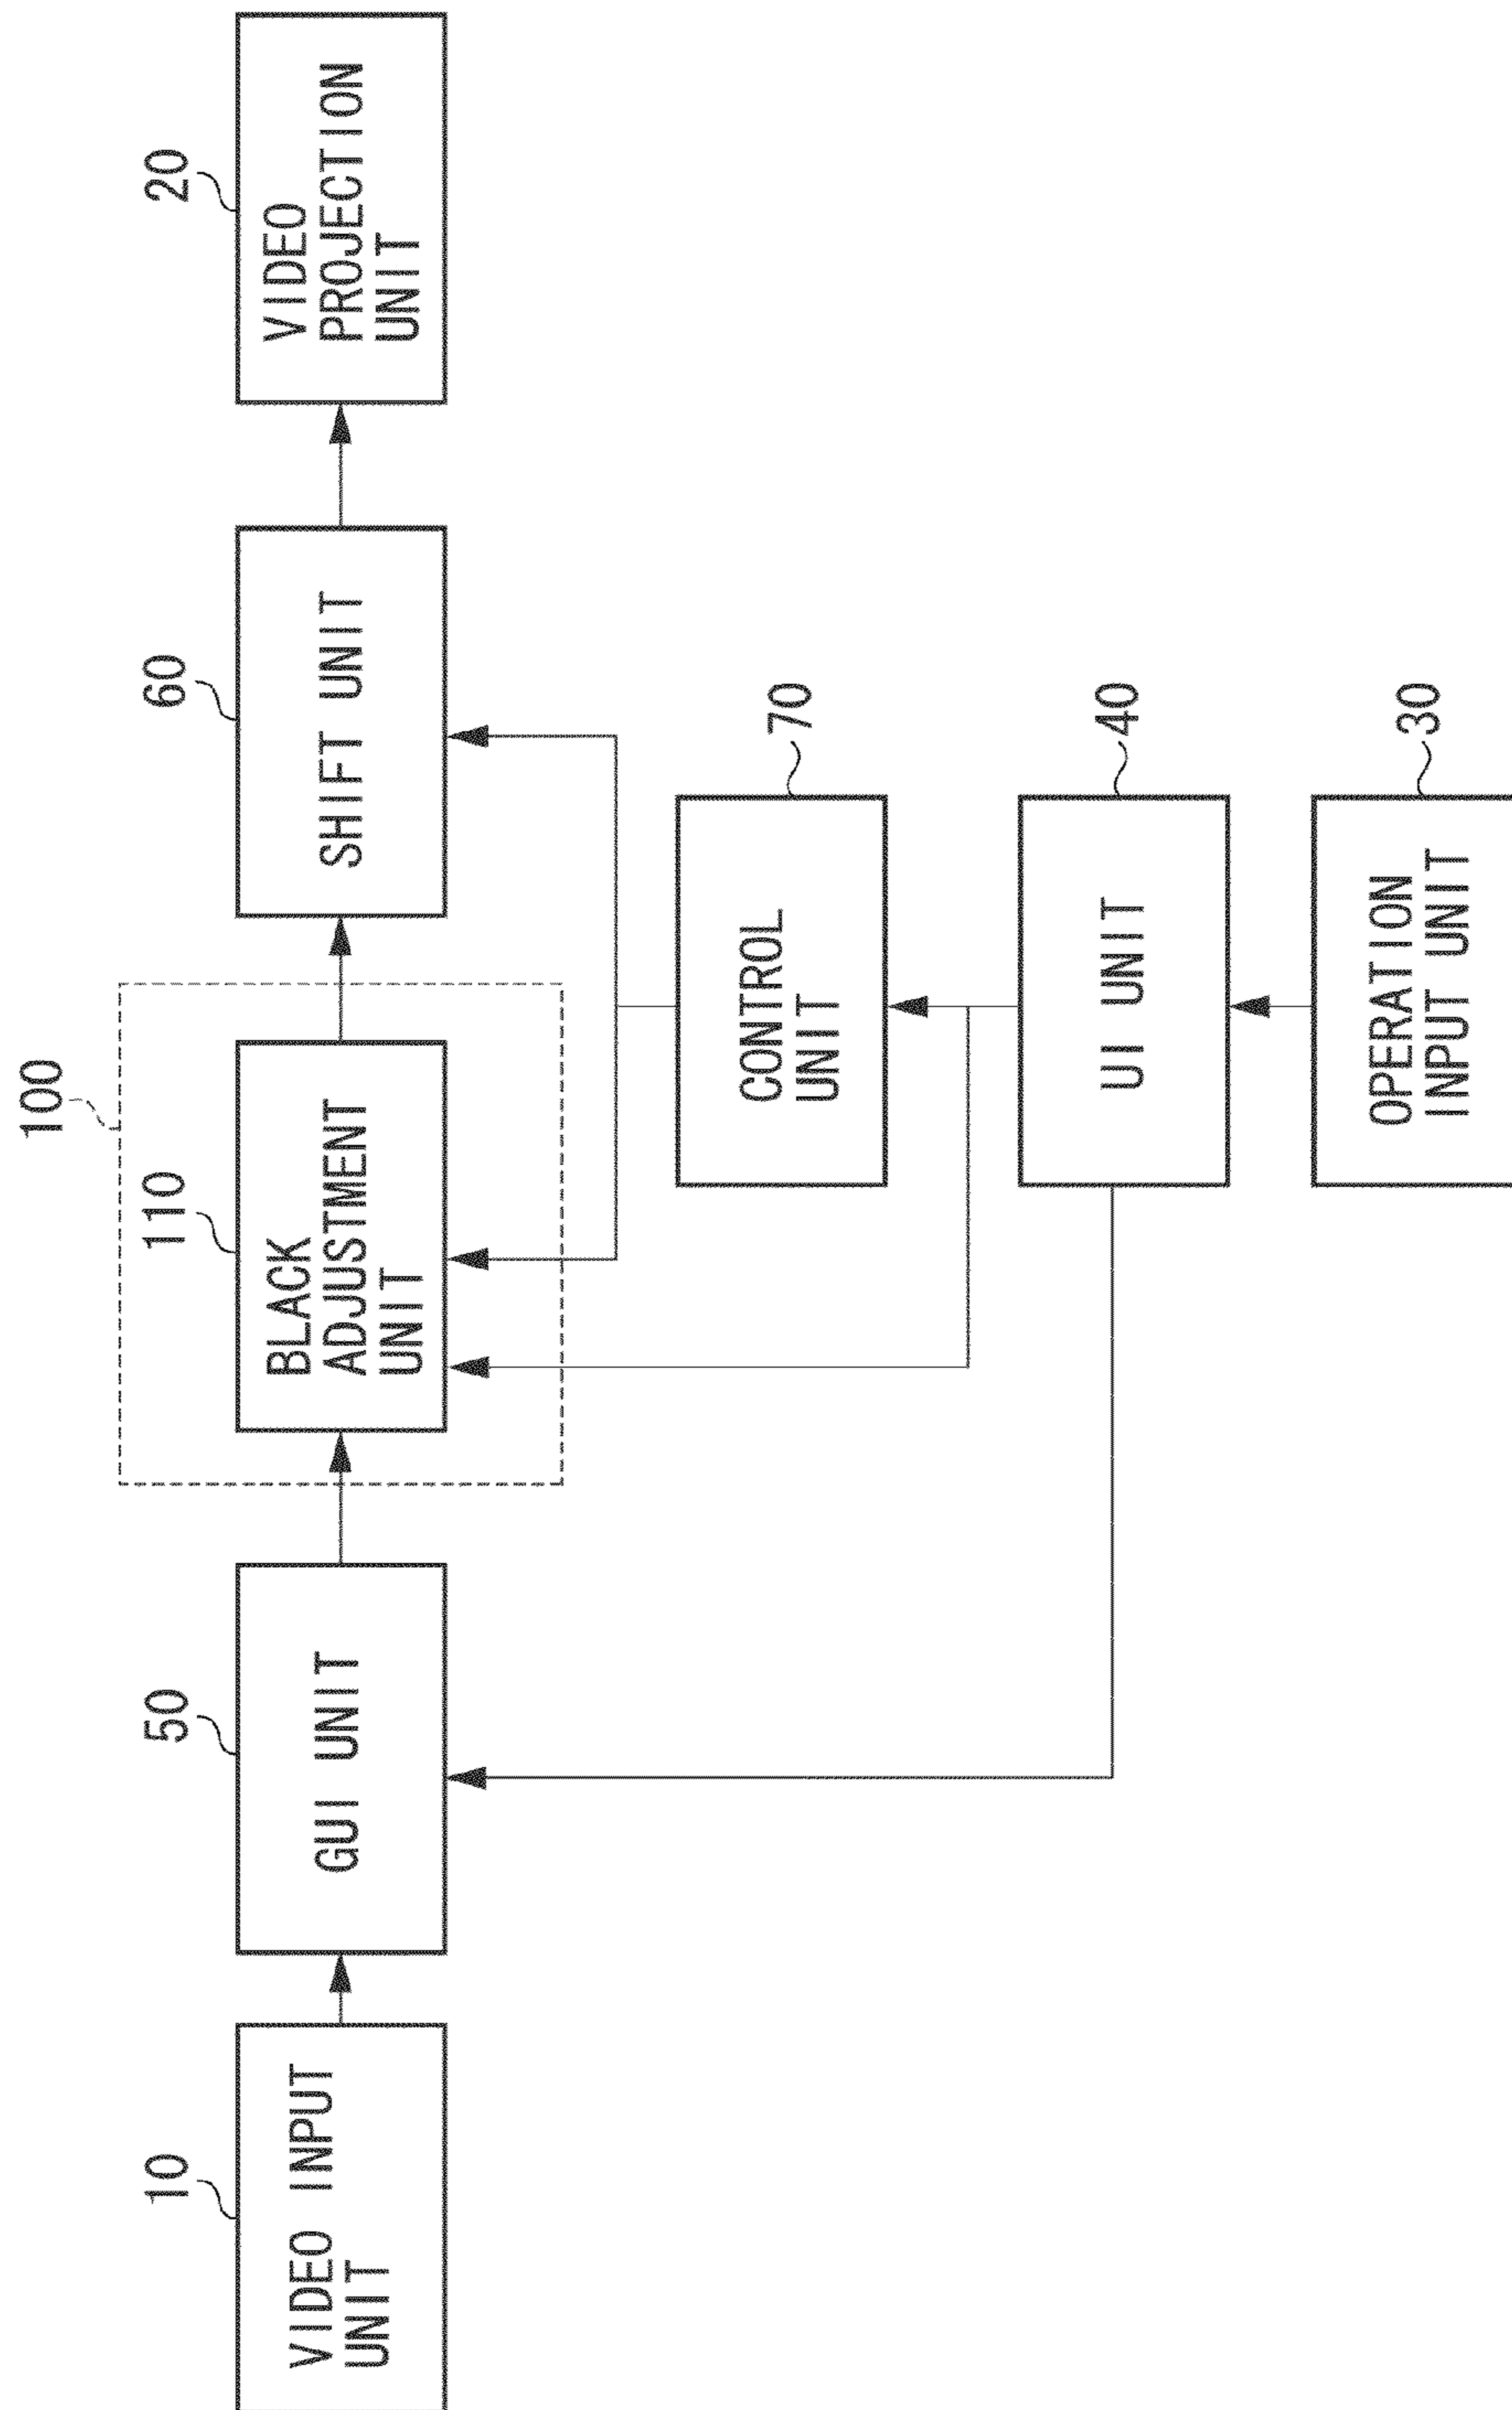 100
10
VIDEO INPUT
UNIT
50
GUI UNIT
110
BLACK
ADJUSTMENT
UNIT
60
SHIFT UNIT
20
VIDEO
PROJECTION
UNIT
CONTROL
UNIT
70
UI UNIT
40
OPERATION
INPUT UNIT
30